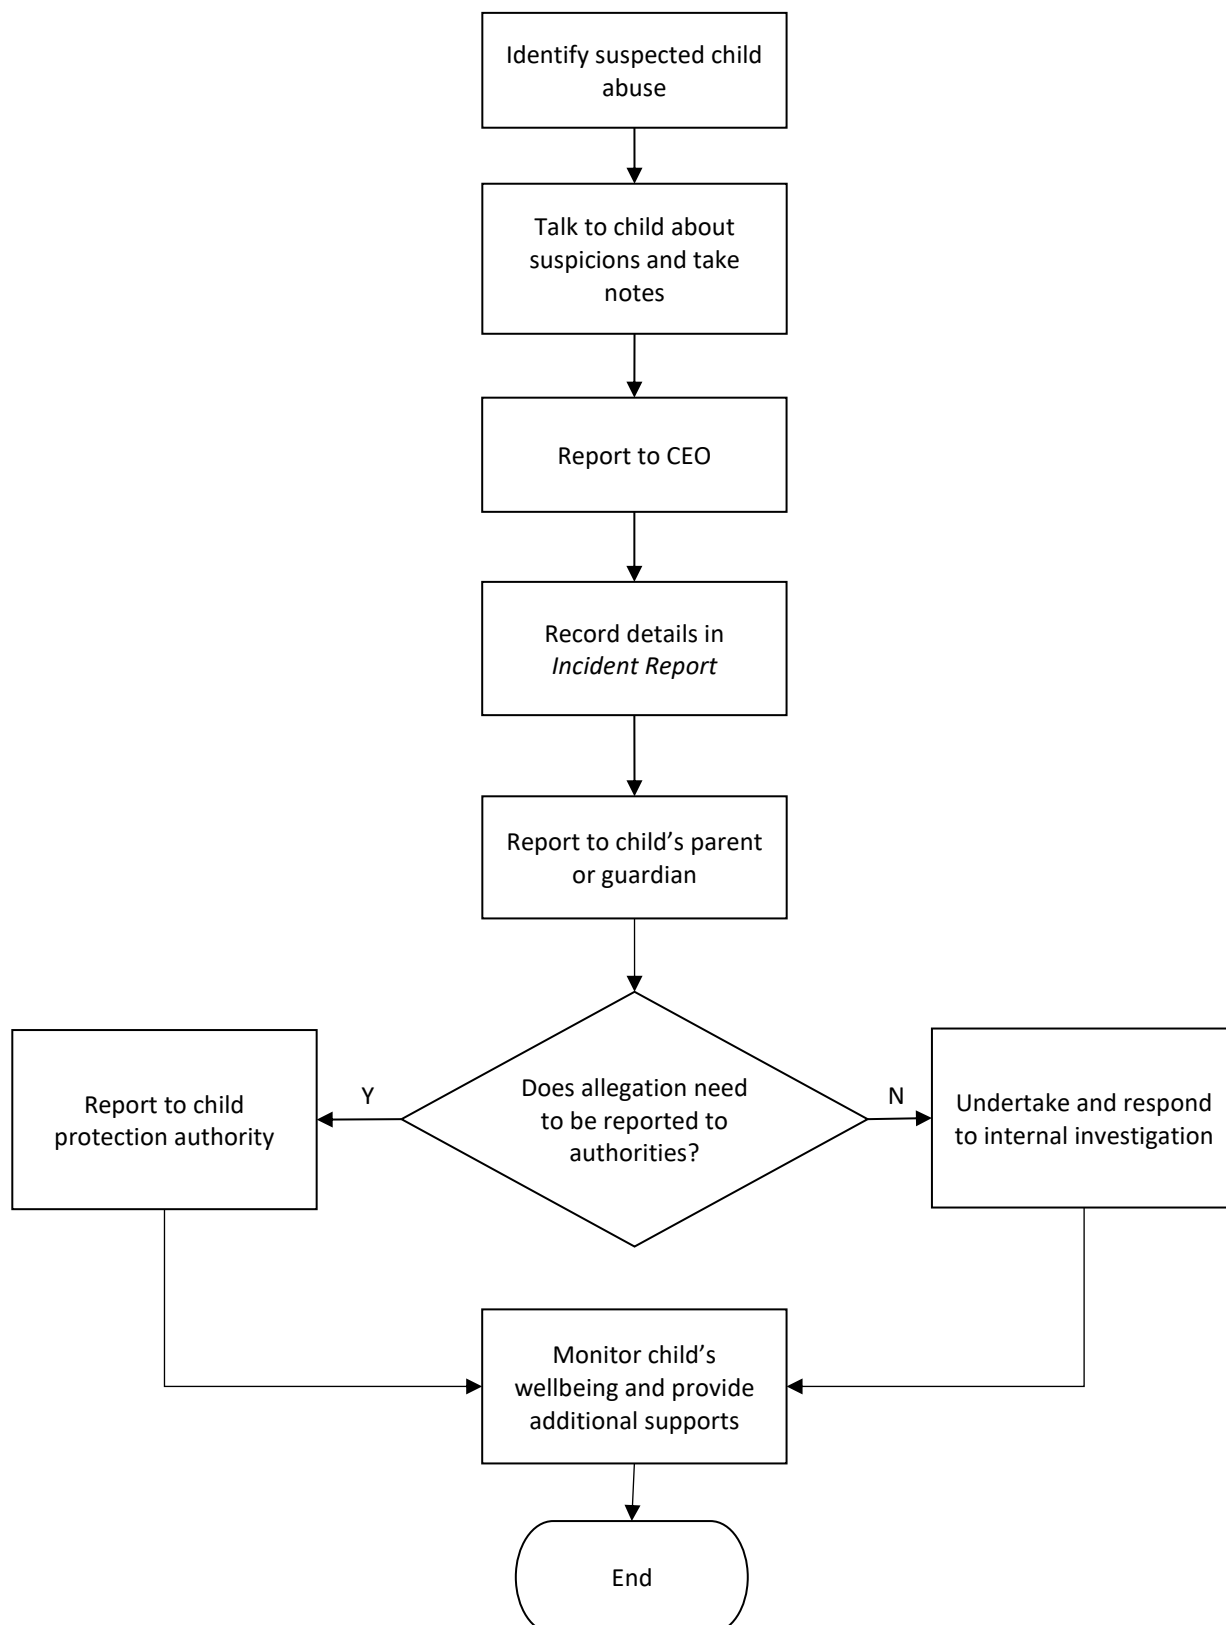 Identify suspected child
abuse
Talk to child about
suspicions and take
notes
Report to CEO
Record details in
Incident Report
Report to child’s parent
or guardian
Does allegation need
to be reported to
authorities?
Y
N
Report to child
protection authority
Undertake and respond
to internal investigation
Monitor child’s
wellbeing and provide
additional supports
End